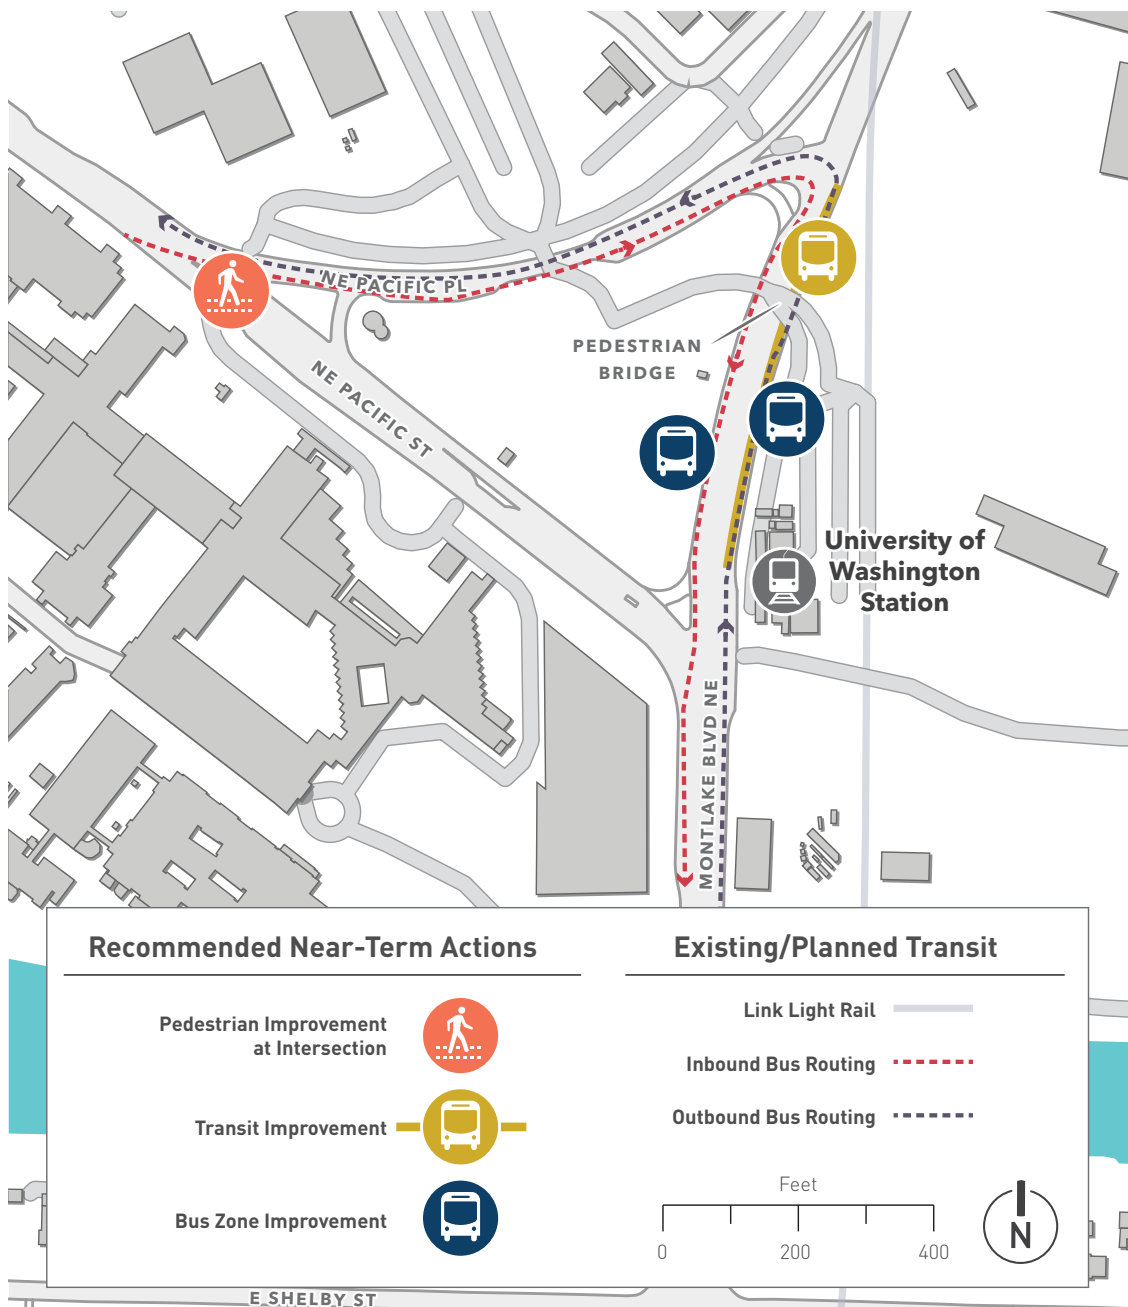 NE PACIFIC PL
PEDESTRIAN
BRIDGE
NE PACIFIC ST
University of
Washington
Station
MONTLAKE BLVD NE
Recommended Near-Term Actions
Pedestrian Improvement
at Intersection
Transit Improvement
Bus Zone Improvement
Existing/Planned Transit
Link Light Rail
Inbound Bus Routing
Outbound Bus Routing
Feet
0 200 400
N
E SHELBY ST